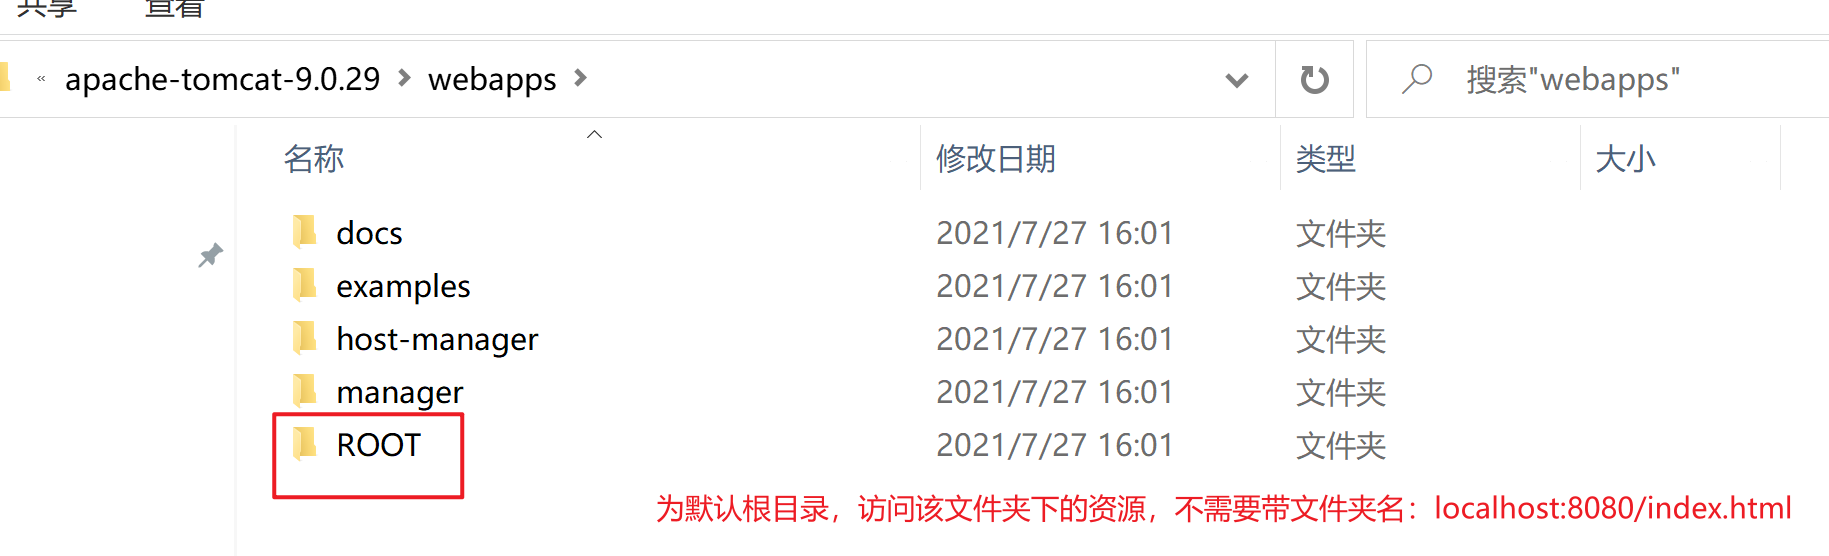 共享 查看
« apache-tomcat-9.0.29 webapps 搜索"webapps"
名称 修改日期 类型 大小
docs 2021/7/27 16:01 文件夹
examples 2021/7/27 16:01 文件夹
host-manager 2021/7/27 16:01 文件夹
manager 2021/7/27 16:01 文件夹
ROOT 2021/7/27 16:01 文件夹
为默认根目录，访问该文件夹下的资源，不需要带文件夹名：localhost:8080/index.html